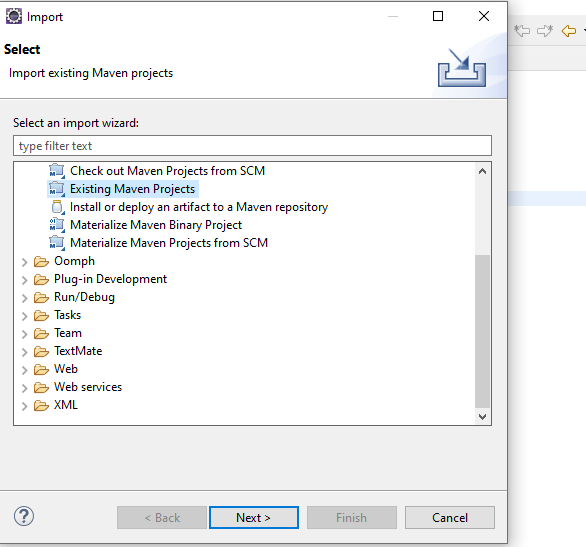 Import
Select
Import existing Maven projects
Select an import wizard:
type filter text
Check out Maven Projects from SCM
Existing Maven Projects
Install or deploy an artifact to a Maven repository
Materialize Maven Binary Project
Materialize Maven Projects from SCM
Oomph
Plug-in Development
Run/Debug
Tasks
Team
TextMate
Web
Web services
XML
< Back Next > Finish Cancel